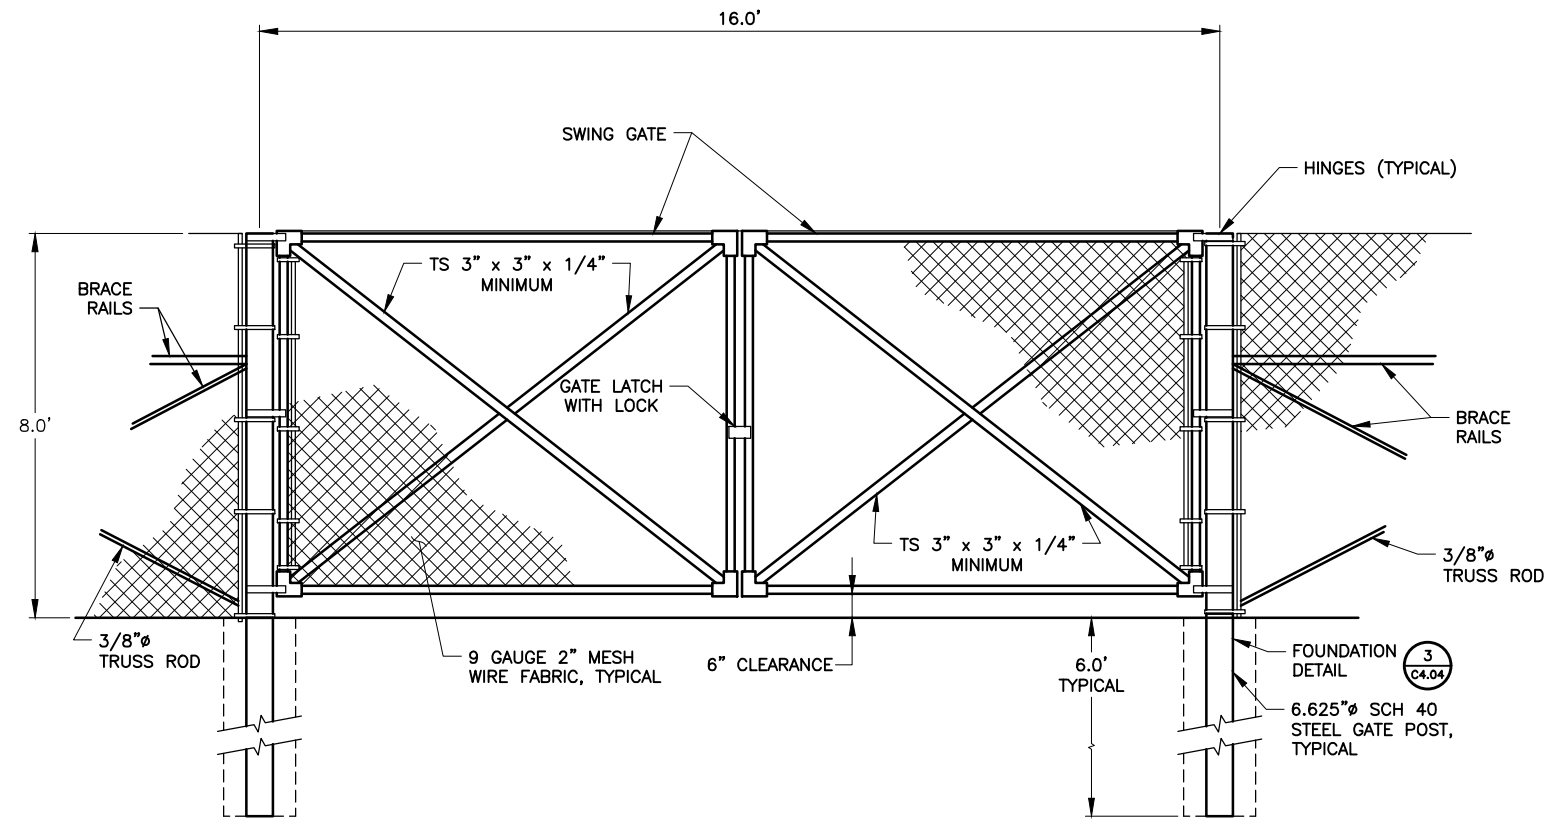 16.0'
SWING GATE
HINGES (TYPICAL)
TS 3" x 3" x 1/4"
MINIMUM
BRACE
RAILS
GATE LATCH
WITH LOCK
8.0'
BRACE
RAILS
TS 3" x 3" x 1/4"
MINIMUM
3/8"ø
TRUSS ROD
3/8"ø
TRUSS ROD
9 GAUGE 2" MESH
WIRE FABRIC, TYPICAL
6" CLEARANCE
6.0'
TYPICAL
FOUNDATION
DETAIL
3
C4.04
6.625"ø SCH 40
STEEL GATE POST,
TYPICAL